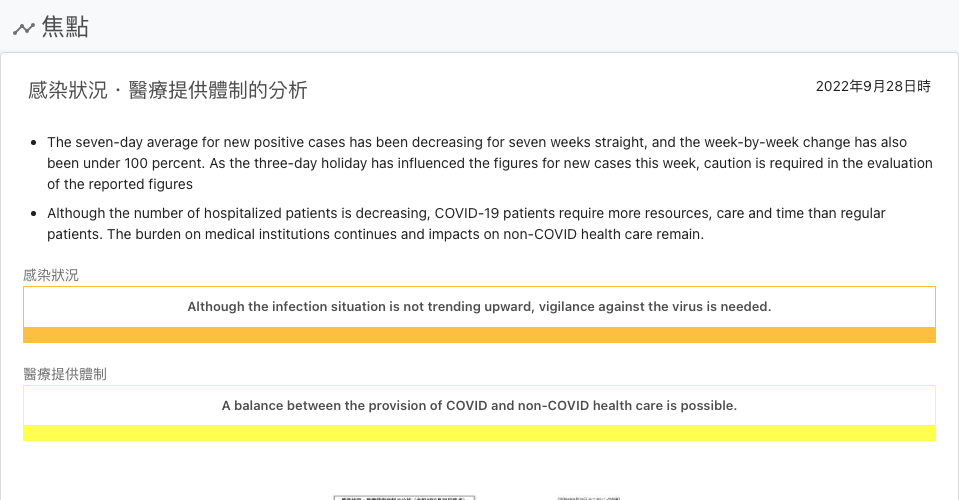 焦點
感染狀況・醫療提供體制的分析
2022年9月28日時
The seven-day average for new positive cases has been decreasing for seven weeks straight, and the week-by-week change has also
been under 100 percent. As the three-day holiday has influenced the figures for new cases this week, caution is required in the evaluation
of the reported figures
Although the number of hospitalized patients is decreasing, COVID-19 patients require more resources, care and time than regular
patients. The burden on medical institutions continues and impacts on non-COVID health care remain.
感染狀況
Although the infection situation is not trending upward, vigilance against the virus is needed.
醫療提供體制
A balance between the provision of COVID and non-COVID health care is possible.